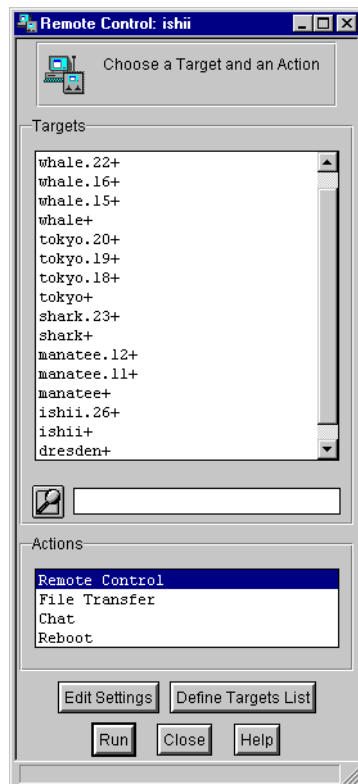 Remote Control: ishii
Choose a Target and an Action
Targets
whale.22+
whale.16+
whale.15+
whale+
tokyo.20+
tokyo.19+
tokyo.18+
tokyo+
shark.23+
shark+
manatee.12+
manatee.11+
manatee+
ishii.26+
ishii+
dresden+
Actions
Remote Control
File Transfer
Chat
Reboot
Edit Settings Define Targets List
Run Close Help